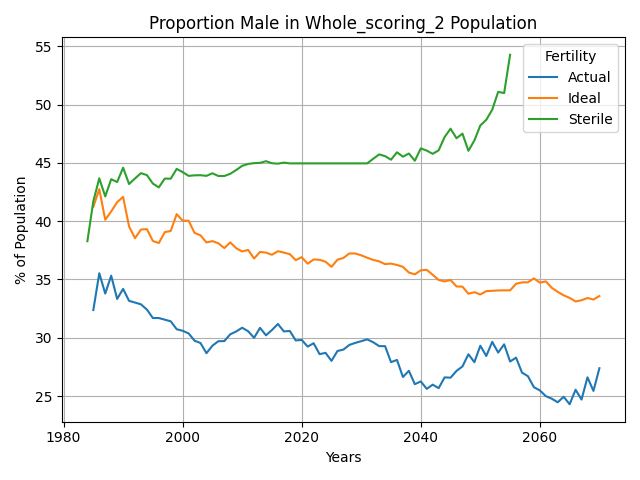 Proportion Male in Whole_scoring_2 Population
% of Population
55
50
45
40
35
30
25
Fertility
Actual
Ideal
Sterile
1980
2000
2020
2040
2060
Years